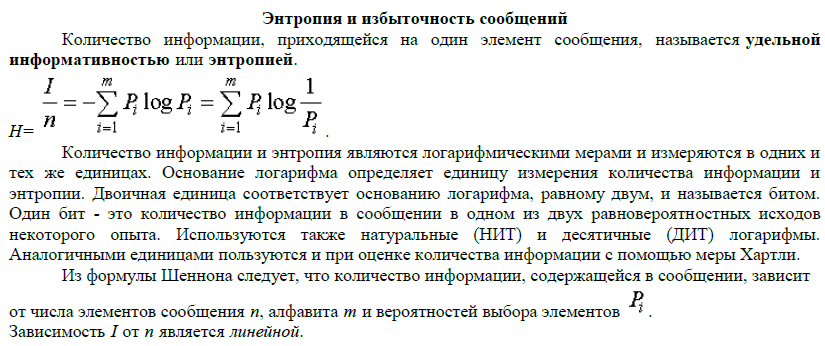 Энтропия и избыточность сообщений
Количество информации, приходящейся на один элемент сообщения, называется удельной
информативностью или энтропией.
H= I/n = −∑_{i=1}^{m} P_i log P_i = ∑_{i=1}^{m} P_i log 1/P_i .
Количество информации и энтропия являются логарифмическими мерами и измеряются в одних и
тех же единицах. Основание логарифма определяет единицу измерения количества информации и
энтропии. Двоичная единица соответствует основанию логарифма, равному двум, и называется битом.
Один бит - это количество информации в сообщении в одном из двух равновероятностных исходов
некоторого опыта. Используются также натуральные (НИТ) и десятичные (ДИТ) логарифмы.
Аналогичными единицами пользуются и при оценке количества информации с помощью меры Хартли.
Из формулы Шеннона следует, что количество информации, содержащейся в сообщении, зависит
от числа элементов сообщения n, алфавита m и вероятностей выбора элементов P_i .
Зависимость I от n является линейной.